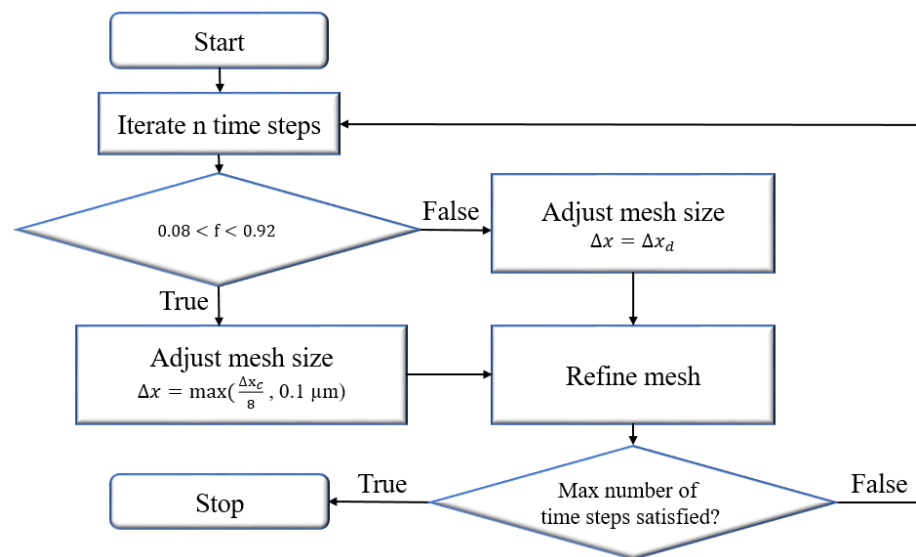 Start
Iterate n time steps
0.08 < f < 0.92
False
Adjust mesh size
Δx = Δx_d
True
Adjust mesh size
Δx = max(Δx_c/8 , 0.1 μm)
Refine mesh
Max number of
time steps satisfied?
True
False
Stop